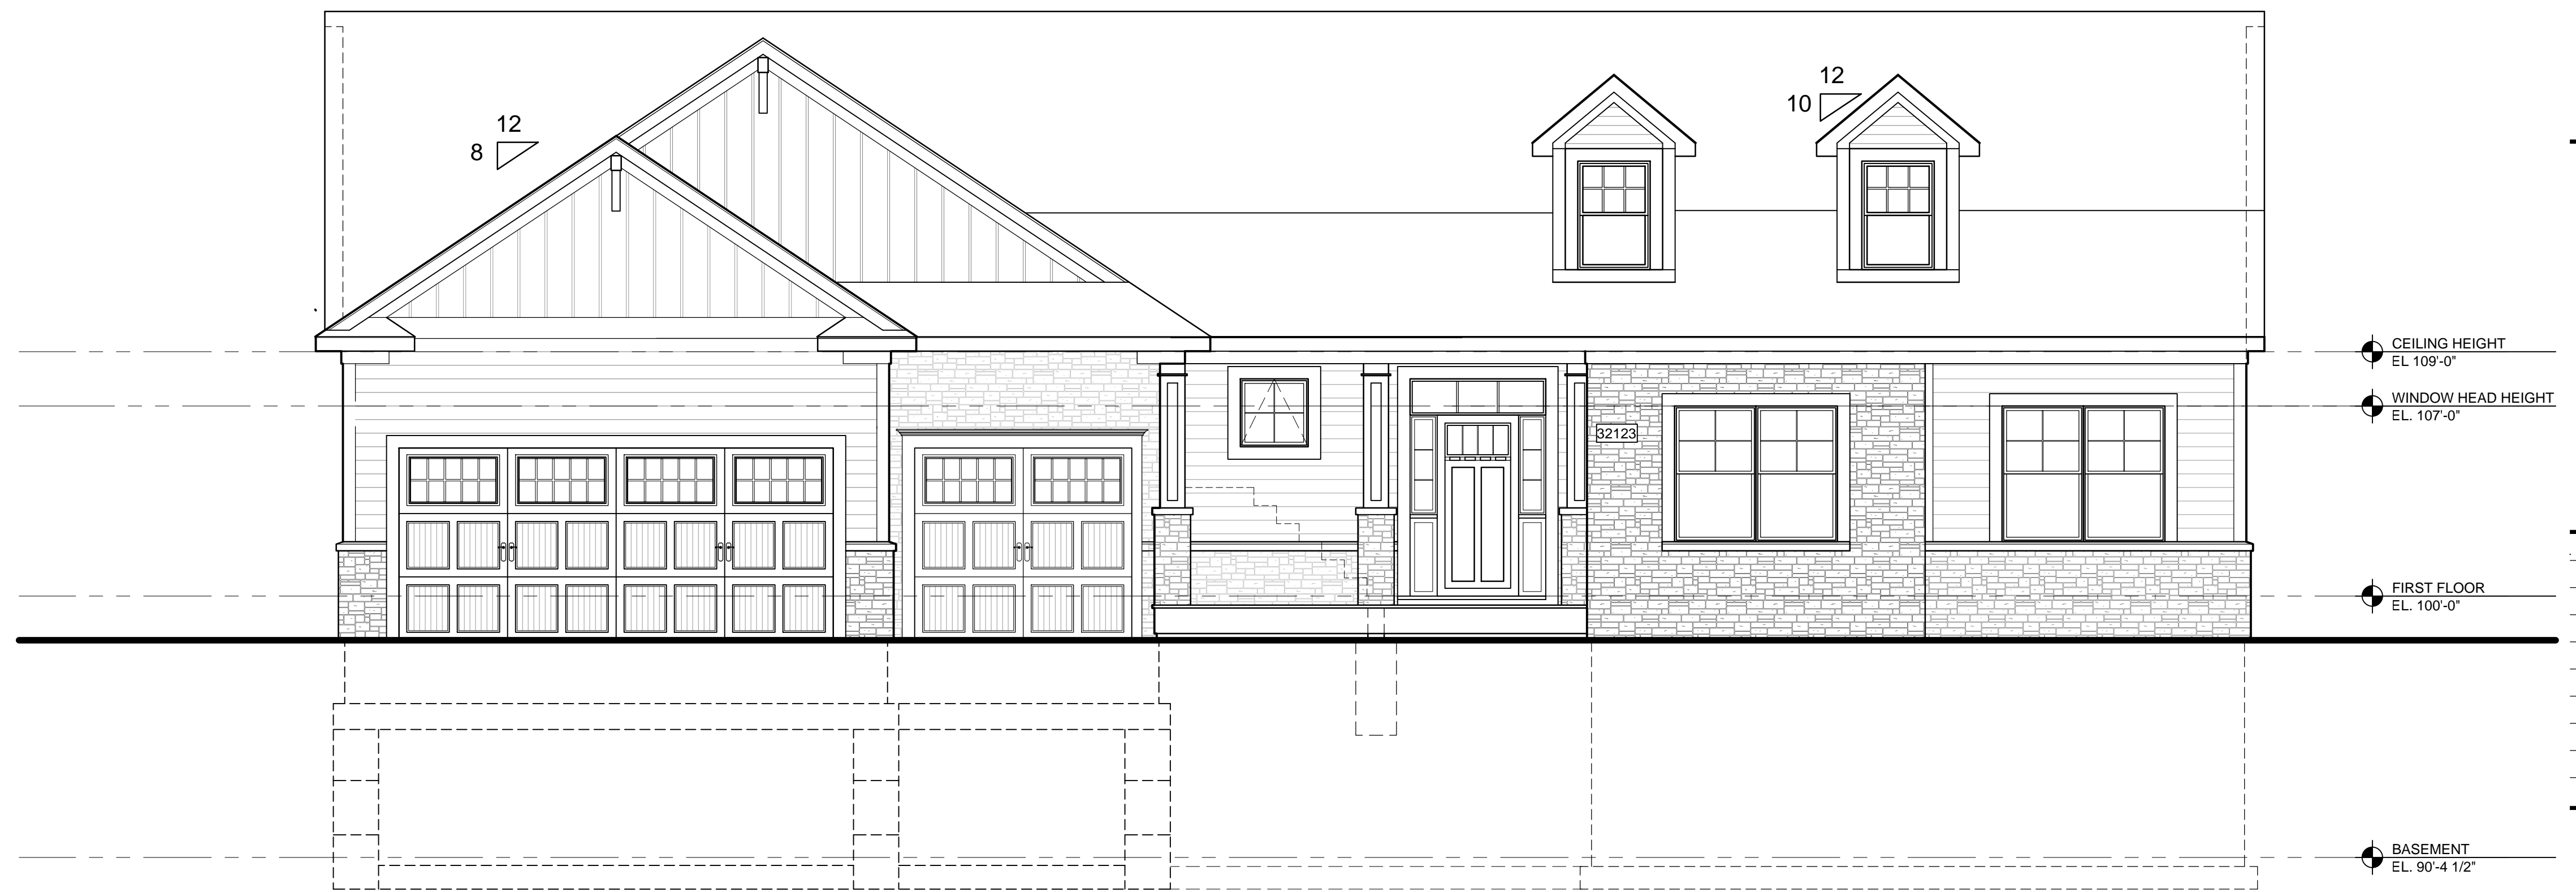 12
8
12
10
CEILING HEIGHT
EL 109'-0"
WINDOW HEAD HEIGHT
EL. 107'-0"
32123
FIRST FLOOR
EL. 100'-0"
BASEMENT
EL. 90'-4 1/2"